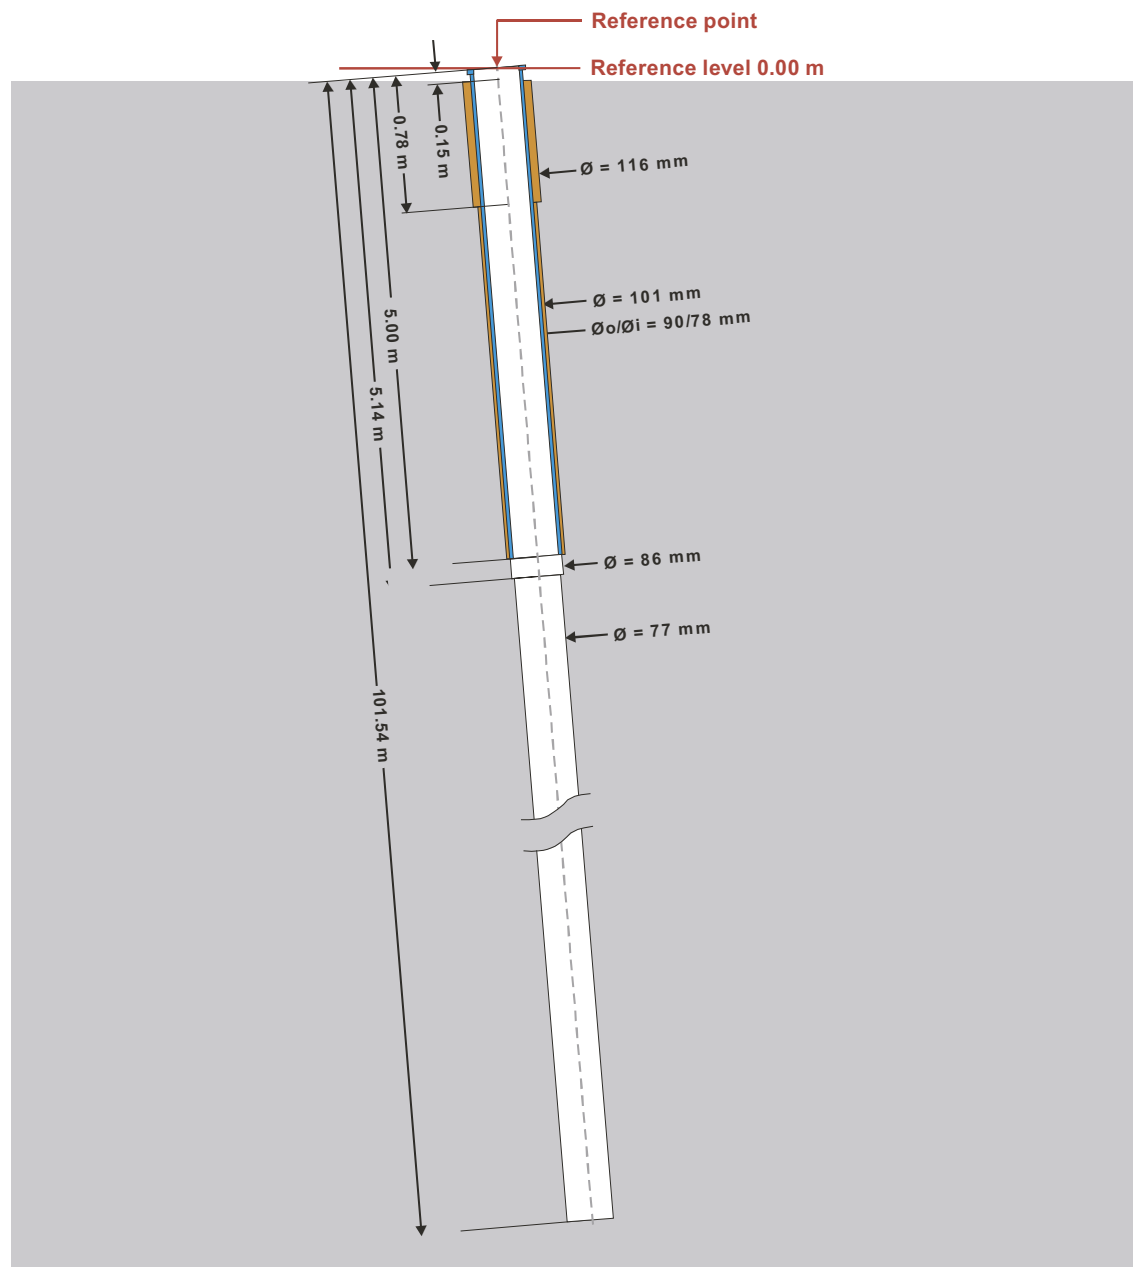 Reference point
Reference level 0.00 m
0.15 m
0.78 m
Ø = 116 mm
Ø = 101 mm
Øo/Øi = 90/78 mm
5.00 m
5.14 m
Ø = 86 mm
Ø = 77 mm
101.54 m